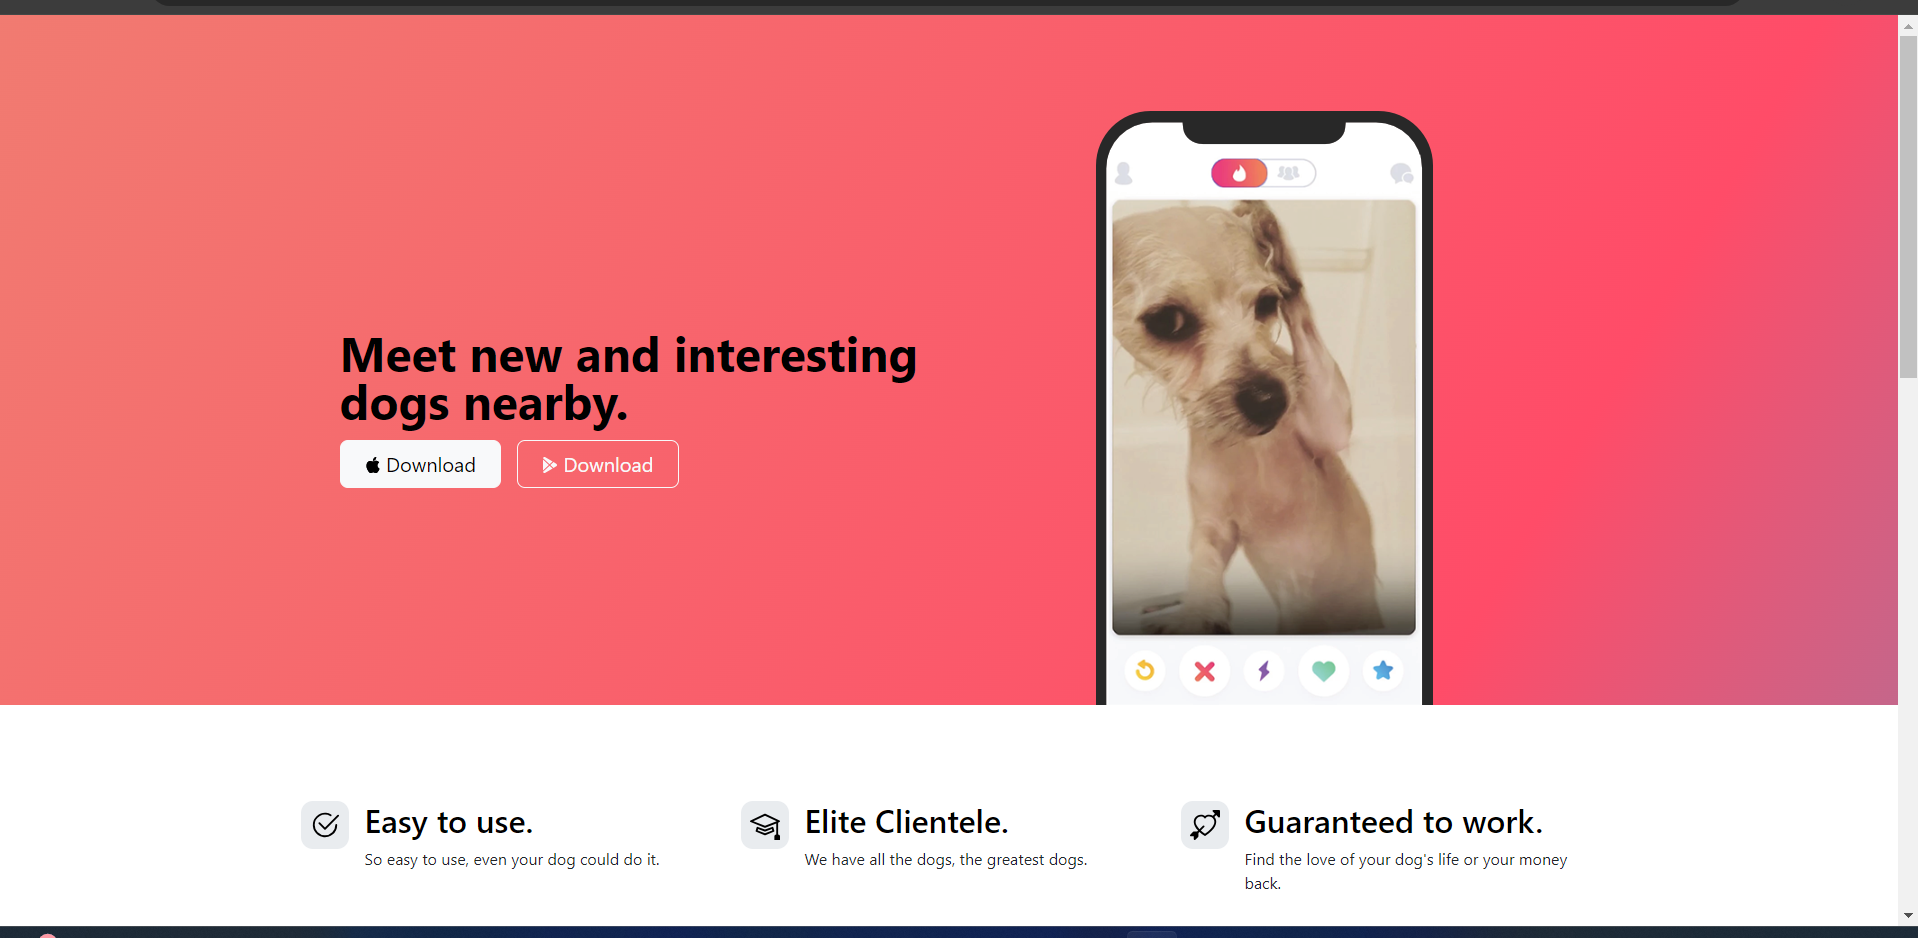 Meet new and interesting
dogs nearby.
Download
Download
Easy to use.
So easy to use, even your dog could do it.
Elite Clientele.
We have all the dogs, the greatest dogs.
Guaranteed to work.
Find the love of your dog's life or your money
back.